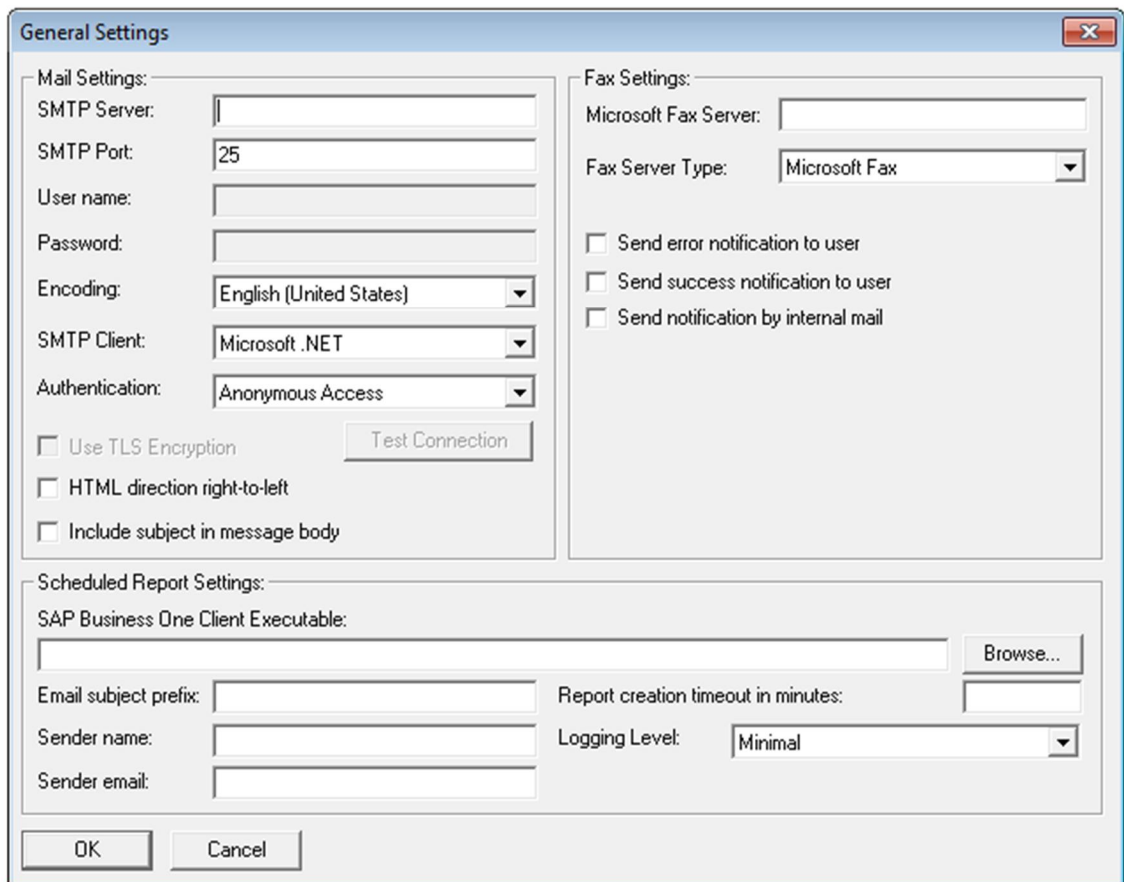 General Settings
Mail Settings:
SMTP Server:
SMTP Port: 25
User name:
Password:
Encoding: English (United States)
SMTP Client: Microsoft .NET
Authentication: Anonymous Access
Use TLS Encryption Test Connection
HTML direction right-to-left
Include subject in message body
Fax Settings:
Microsoft Fax Server:
Fax Server Type: Microsoft Fax
Send error notification to user
Send success notification to user
Send notification by internal mail
Scheduled Report Settings:
SAP Business One Client Executable:
Browse...
Email subject prefix: Report creation timeout in minutes:
Sender name: Logging Level: Minimal
Sender email:
OK Cancel